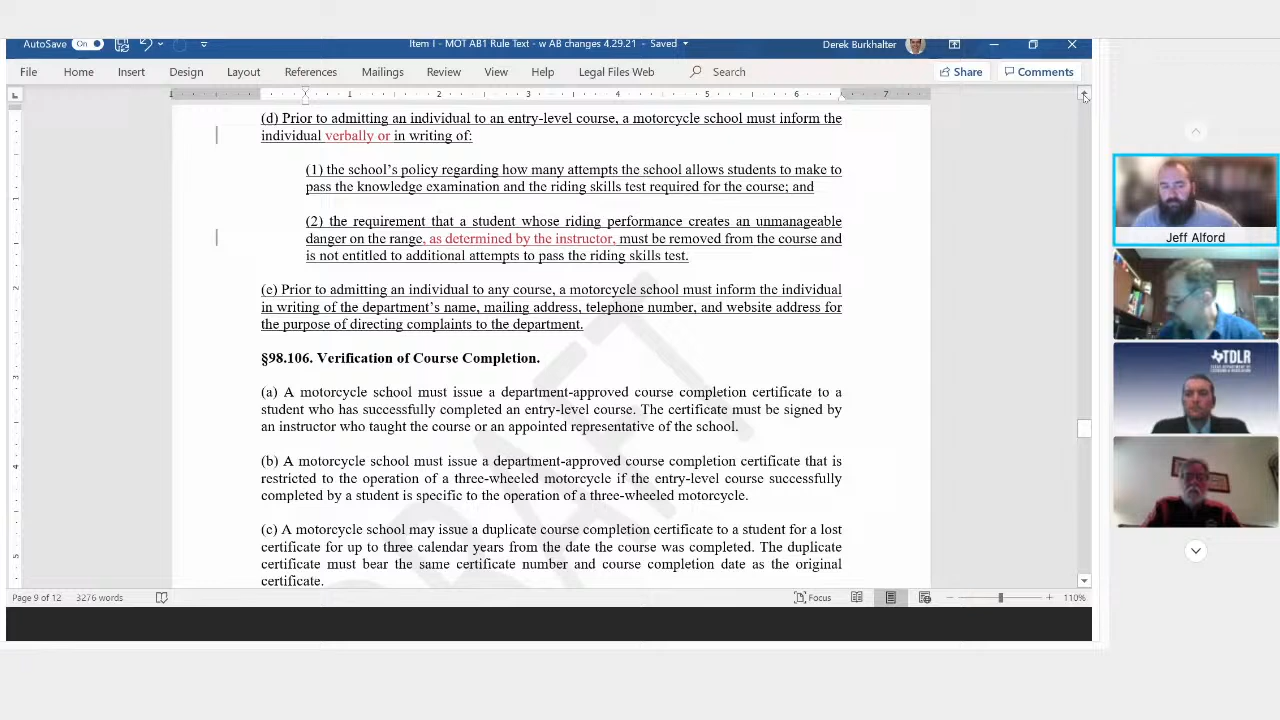 AutoSave On Item I - MOT AB1 Rule Text - w AB changes 4.29.21 - Saved Derek Burkhalter
File Home Insert Design Layout References Mailings Review View Help Legal Files Web Search Share Comments
1 2 3 4 5 6 7
(d) Prior to admitting an individual to an entry-level course, a motorcycle school must inform the
individual verbally or in writing of:
(1) the school's policy regarding how many attempts the school allows students to make to
pass the knowledge examination and the riding skills test required for the course; and
(2) the requirement that a student whose riding performance creates an unmanageable
danger on the range, as determined by the instructor, must be removed from the course and
is not entitled to additional attempts to pass the riding skills test.
(e) Prior to admitting an individual to any course, a motorcycle school must inform the individual
in writing of the department's name, mailing address, telephone number, and website address for
the purpose of directing complaints to the department.
§98.106. Verification of Course Completion.
(a) A motorcycle school must issue a department-approved course completion certificate to a
student who has successfully completed an entry-level course. The certificate must be signed by
an instructor who taught the course or an appointed representative of the school.
(b) A motorcycle school must issue a department-approved course completion certificate that is
restricted to the operation of a three-wheeled motorcycle if the entry-level course successfully
completed by a student is specific to the operation of a three-wheeled motorcycle.
(c) A motorcycle school may issue a duplicate course completion certificate to a student for a lost
certificate for up to three calendar years from the date the course was completed. The duplicate
certificate must bear the same certificate number and course completion date as the original
certificate.
DRAFT
1
2
3
4
5
Page 9 of 12 3276 words Focus 110%
Jeff Alford
TDLR